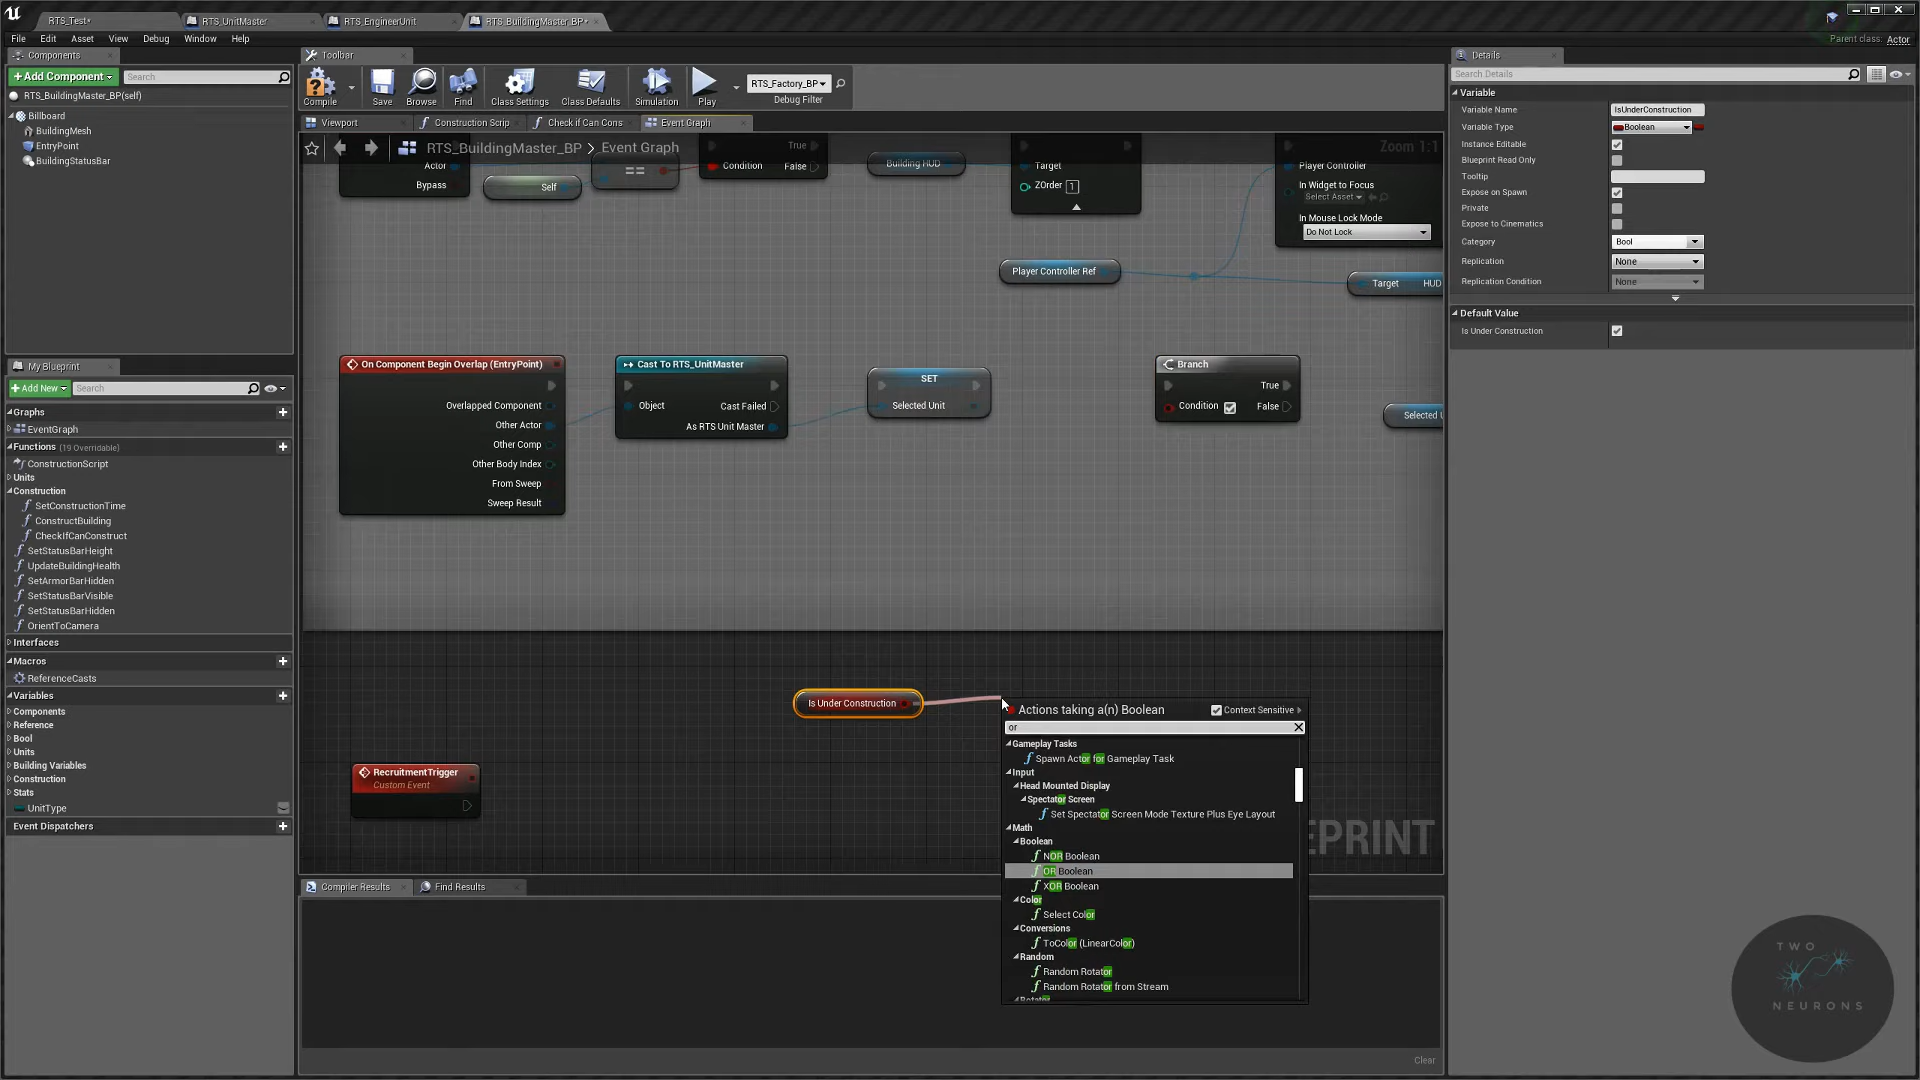 RTS_Test*
RTS_UnitMaster
RTS_EngineerUnit
RTS_BuildingMaster_BP*
File Edit Asset View Debug Window Help
Parent class: Actor
Components
Toolbar
Details
+Add Component
Search
RTS_BuildingMaster_BP(self)
Billboard
BuildingMesh
EntryPoint
BuildingStatusBar
Compile
Save
Browse
Find
Class Settings
Class Defaults
Simulation
Play
RTS_Factory_BP
Debug Filter
Viewport
Construction Scrip
Check if Can Cons
Event Graph
RTS_BuildingMaster_BP > Event Graph
Zoom 1:1
Actor
Bypass
Self
==
True
Condition
False
Building HUD
Target
ZOrder 1
Player Controller
In Widget to Focus
Select Asset
In Mouse Lock Mode
Do Not Lock
Player Controller Ref
Target HUD
On Component Begin Overlap (EntryPoint)
Overlapped Component
Other Actor
Other Comp
Other Body Index
From Sweep
Sweep Result
Cast To RTS_UnitMaster
Object
Cast Failed
As RTS Unit Master
SET
Selected Unit
Branch
True
Condition
False
Selected U
Is Under Construction
RecruitmentTrigger
Custom Event
Actions taking a(n) Boolean
Context Sensitive
or
Gameplay Tasks
Spawn Actor for Gameplay Task
Input
Head Mounted Display
Spectator Screen
Set Spectator Screen Mode Texture Plus Eye Layout
Math
Boolean
NOR Boolean
OR Boolean
XOR Boolean
Color
Select Color
Conversions
ToColor (LinearColor)
Random
Random Rotator
Random Rotator from Stream
Rotator
EPRINT
My Blueprint
+Add New
Search
Graphs
EventGraph
Functions (19 Overridable)
ConstructionScript
Units
Construction
SetConstructionTime
ConstructBuilding
CheckIfCanConstruct
SetStatusBarHeight
UpdateBuildingHealth
SetArmorBarHidden
SetStatusBarVisible
SetStatusBarHidden
OrientToCamera
Interfaces
Macros
ReferenceCasts
Variables
Components
Reference
Bool
Units
Building Variables
Construction
Stats
UnitType
Event Dispatchers
Compiler Results
Find Results
Clear
Search Details
Variable
Variable Name IsUnderConstruction
Variable Type Boolean
Instance Editable
Blueprint Read Only
Tooltip
Expose on Spawn
Private
Expose to Cinematics
Category Bool
Replication None
Replication Condition None
Default Value
Is Under Construction
TWO
NEURONS